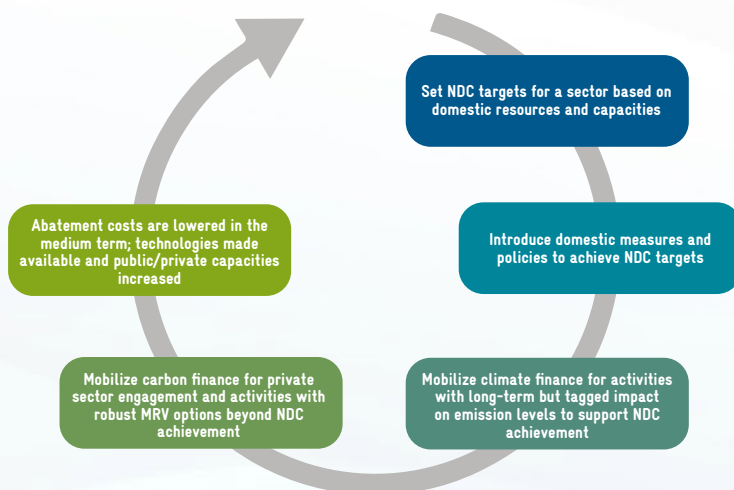 Set NDC targets for a sector based on
domestic resources and capacities
Introduce domestic measures and
policies to achieve NDC targets
Mobilize climate finance for activities
with long-term but tagged impact
on emission levels to support NDC
achievement
Mobilize carbon finance for private
sector engagement and activities with
robust MRV options beyond NDC
achievement
Abatement costs are lowered in the
medium term; technologies made
available and public/private capacities
increased